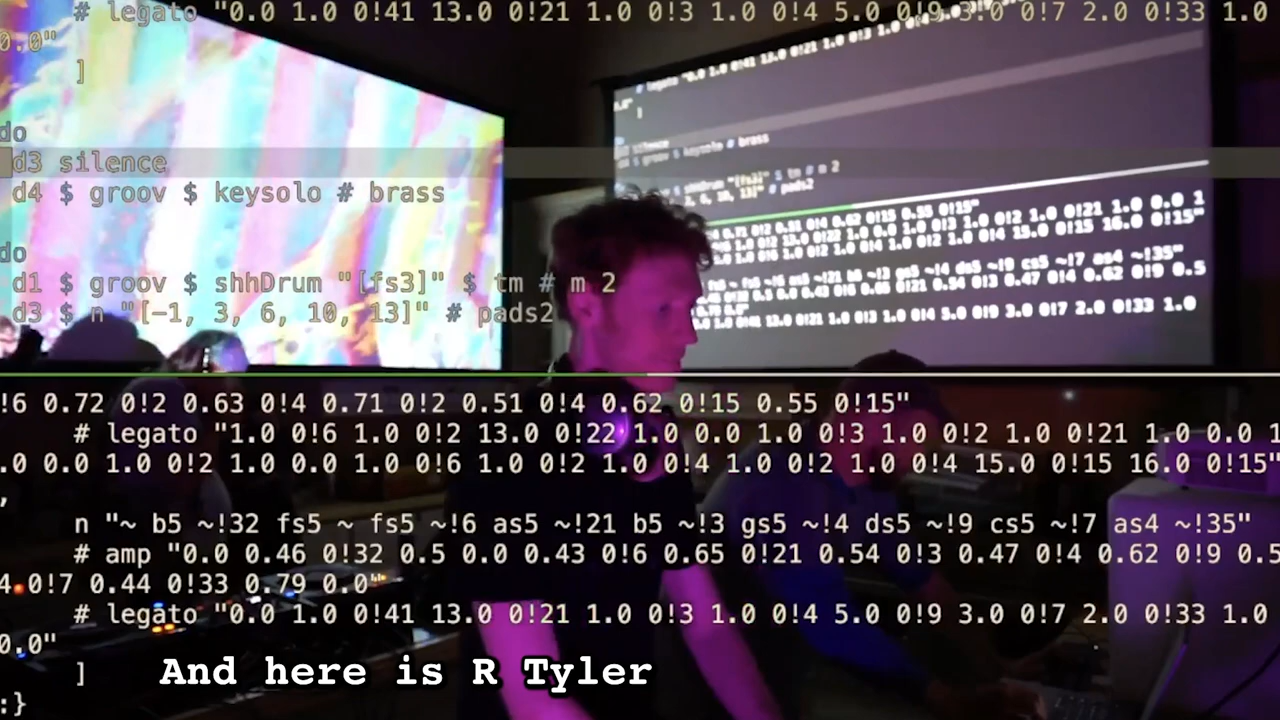 # legato "0.0 1.0 0!41 13.0 0!21 1.0 0!3 1.0 0!4 5.0 0!9 3.0 0!7 2.0 0!33 1.0
0.0"
]
do
d3 silence
d4 $ groov $ keysolo # brass
do
d1 $ groov $ shhDrum "[fs3]" $ tm # m 2
d3 $ n "[-1, 3, 6, 10, 13]" # pads2
!6 0.72 0!2 0.63 0!4 0.71 0!2 0.51 0!4 0.62 0!15 0.55 0!15"
# legato "1.0 0!6 1.0 0!2 13.0 0!22 1.0 0.0 1.0 0!3 1.0 0!2 1.0 0!21 1.0 0.0 1
.0 0.0 1.0 0!2 1.0 0.0 1.0 0!6 1.0 0!2 1.0 0!4 1.0 0!2 1.0 0!4 15.0 0!15 16.0 0!15"
,
n "~ b5 ~!32 fs5 ~ fs5 ~!6 as5 ~!21 b5 ~!3 gs5 ~!4 ds5 ~!9 cs5 ~!7 as4 ~!35"
# amp "0.0 0.46 0!32 0.5 0.0 0.43 0!6 0.65 0!21 0.54 0!3 0.47 0!4 0.62 0!9 0.5
4 0!7 0.44 0!33 0.79 0.0"
# legato "0.0 1.0 0!41 13.0 0!21 1.0 0!3 1.0 0!4 5.0 0!9 3.0 0!7 2.0 0!33 1.0
0.0"
]
:}
And here is R Tyler